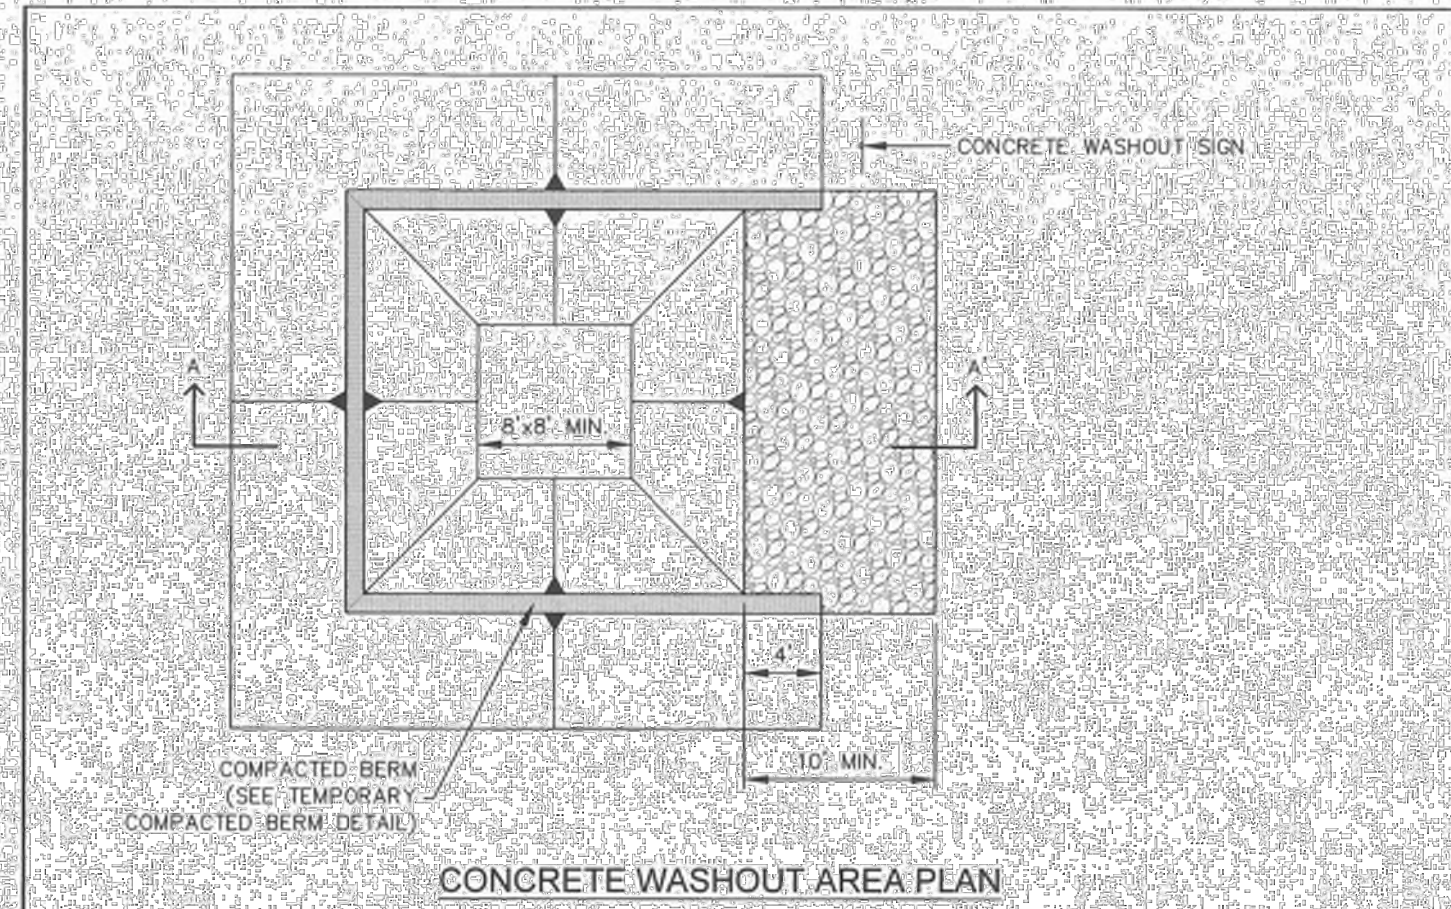 CONCRETE WASHOUT SIGN
A
A'
8'x8' MIN.
4'
10' MIN.
COMPACTED BERM
(SEE TEMPORARY
COMPACTED BERM DETAIL)
CONCRETE WASHOUT AREA PLAN